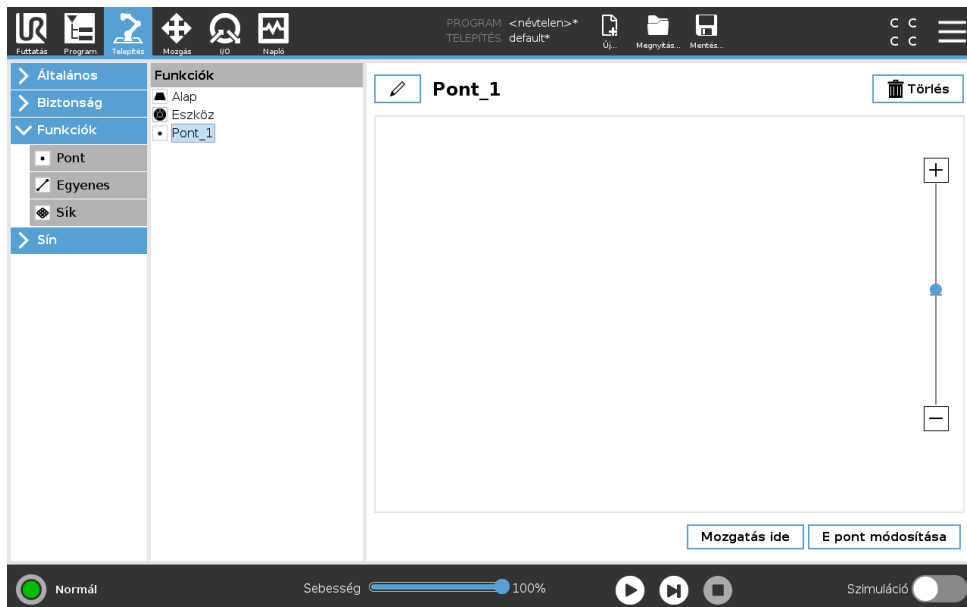 UR
Futtatás Program Telepítés Mozgás I/O Napló
PROGRAM <névtelen>*
TELEPÍTÉS default*
Új... Megnyitás... Mentés...
C C
C C
Általános
Biztonság
Funkciók
Pont
Egyenes
Sík
Sín
Funkciók
Alap
Eszköz
Pont_1
Pont_1
Törlés
Mozgatás ide
E pont módosítása
Normál
Sebesség
100%
Szimuláció